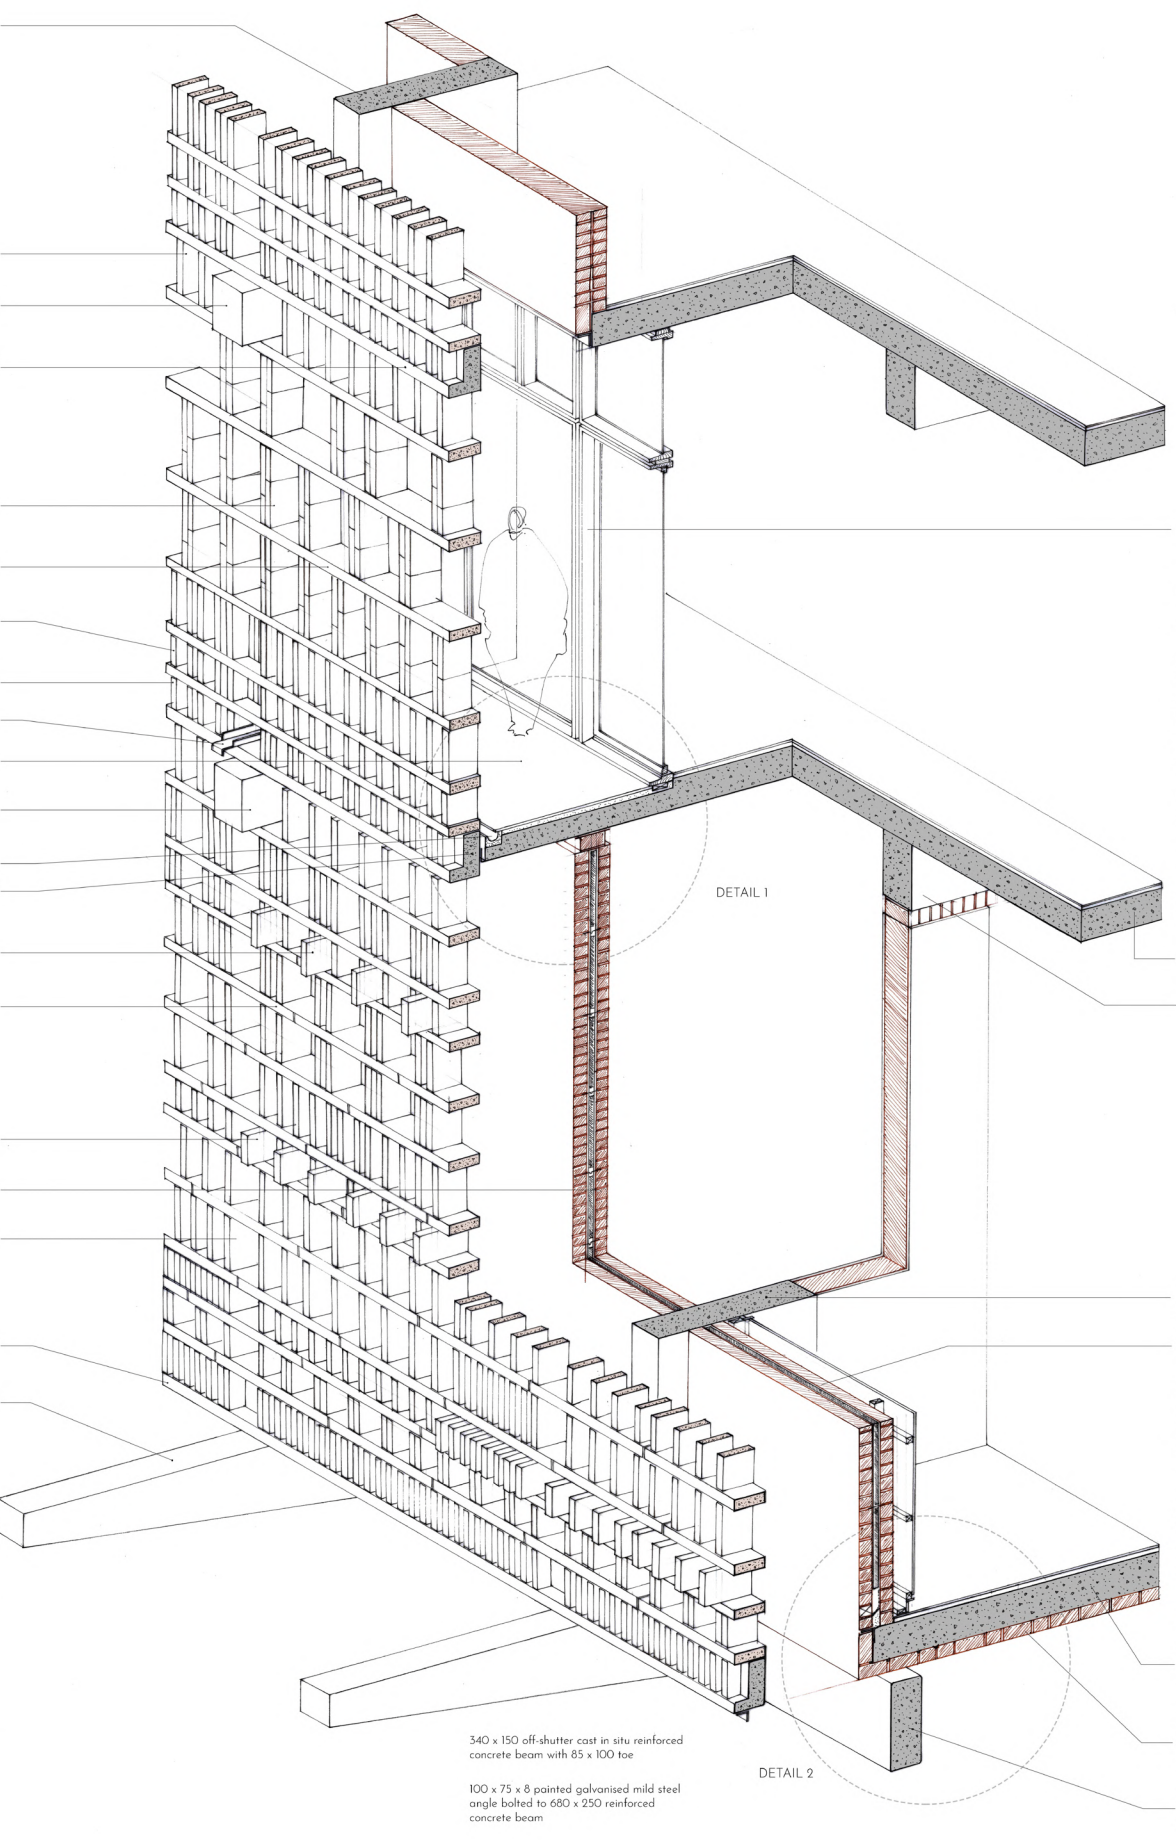 DETAIL 1
340 x 150 off-shutter cast in situ reinforced
concrete beam with 85 x 100 toe
100 x 75 x 8 painted galvanised mild steel
angle bolted to 680 x 250 reinforced
concrete beam
DETAIL 2